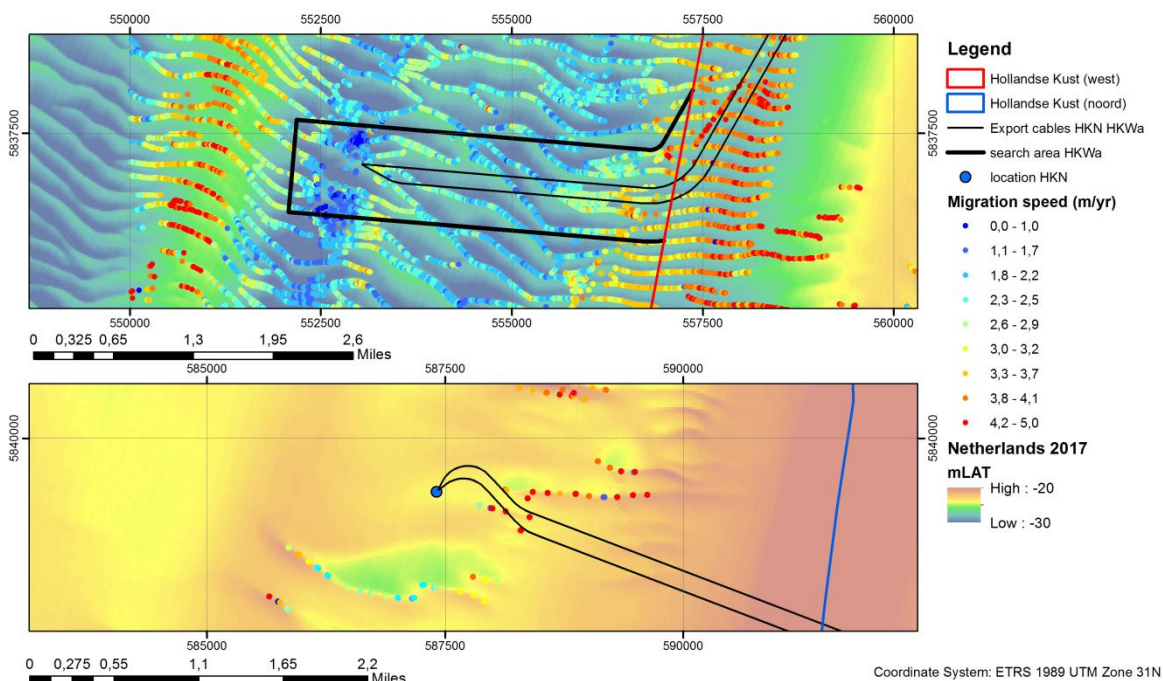 550000 552500 555000 557500 560000
5837500 5837500
550000 552500 555000 557500 560000
0 0,325 0,65 1,3 1,95 2,6
Miles
585000 587500 590000
5840000 5840000
585000 587500 590000
0 0,275 0,55 1,1 1,65 2,2
Miles
Legend
Hollandse Kust (west)
Hollandse Kust (noord)
Export cables HKN HKWa
search area HKWa
location HKN
Migration speed (m/yr)
0,0 - 1,0
1,1 - 1,7
1,8 - 2,2
2,3 - 2,5
2,6 - 2,9
3,0 - 3,2
3,3 - 3,7
3,8 - 4,1
4,2 - 5,0
Netherlands 2017
mLAT
High : -20
Low : -30
Coordinate System: ETRS 1989 UTM Zone 31N